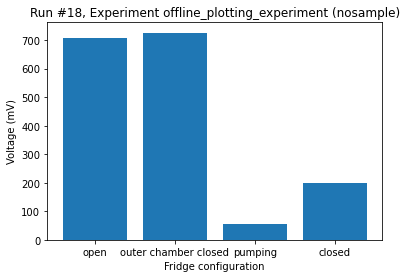 Run #18, Experiment offline_plotting_experiment (nosample)
Voltage (mV)
700
600
500
400
300
200
100
0
open outer chamber closed pumping closed
Fridge configuration